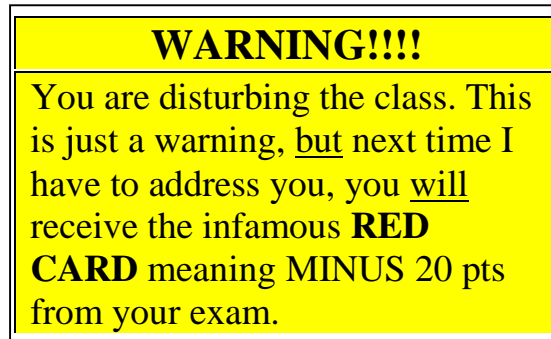 WARNING!!!!
You are disturbing the class. This
is just a warning, but next time I
have to address you, you will
receive the infamous RED
CARD meaning MINUS 20 pts
from your exam.